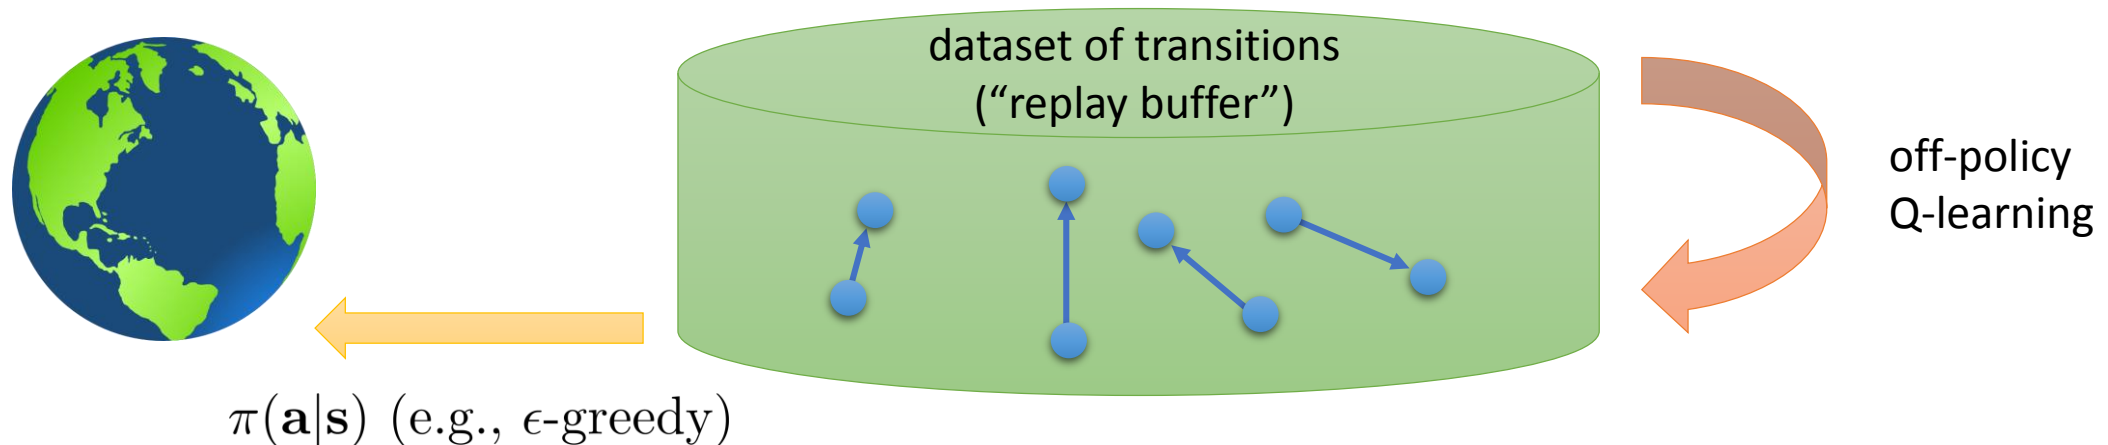 dataset of transitions
(“replay buffer”)
off-policy
Q-learning
π(a|s) (e.g., ϵ-greedy)